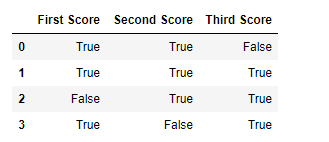 First Score Second Score Third Score
0 True True False
1 True True True
2 False True True
3 True False True